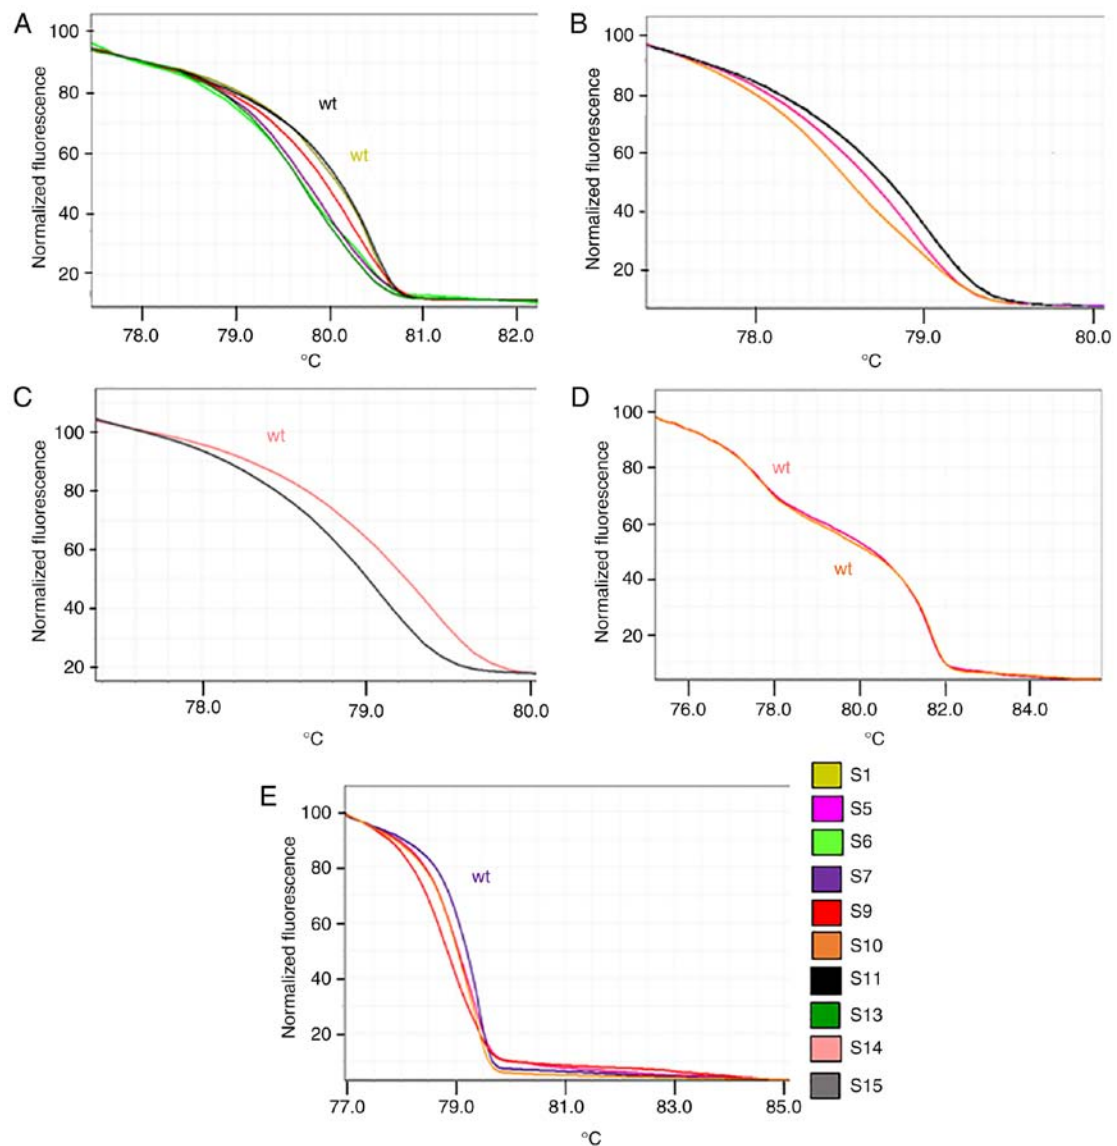 A
Normalized fluorescence
100
80
60
40
20
wt
wt
78.0 79.0 80.0 81.0 82.0
°C
B
Normalized fluorescence
100
80
60
40
20
78.0 79.0 80.0
°C
C
Normalized fluorescence
100
80
60
40
20
wt
78.0 79.0 80.0
°C
D
Normalized fluorescence
100
80
60
40
20
wt
wt
76.0 78.0 80.0 82.0 84.0
°C
E
Normalized fluorescence
100
80
60
40
20
wt
77.0 79.0 81.0 83.0 85.0
°C
S1
S5
S6
S7
S9
S10
S11
S13
S14
S15